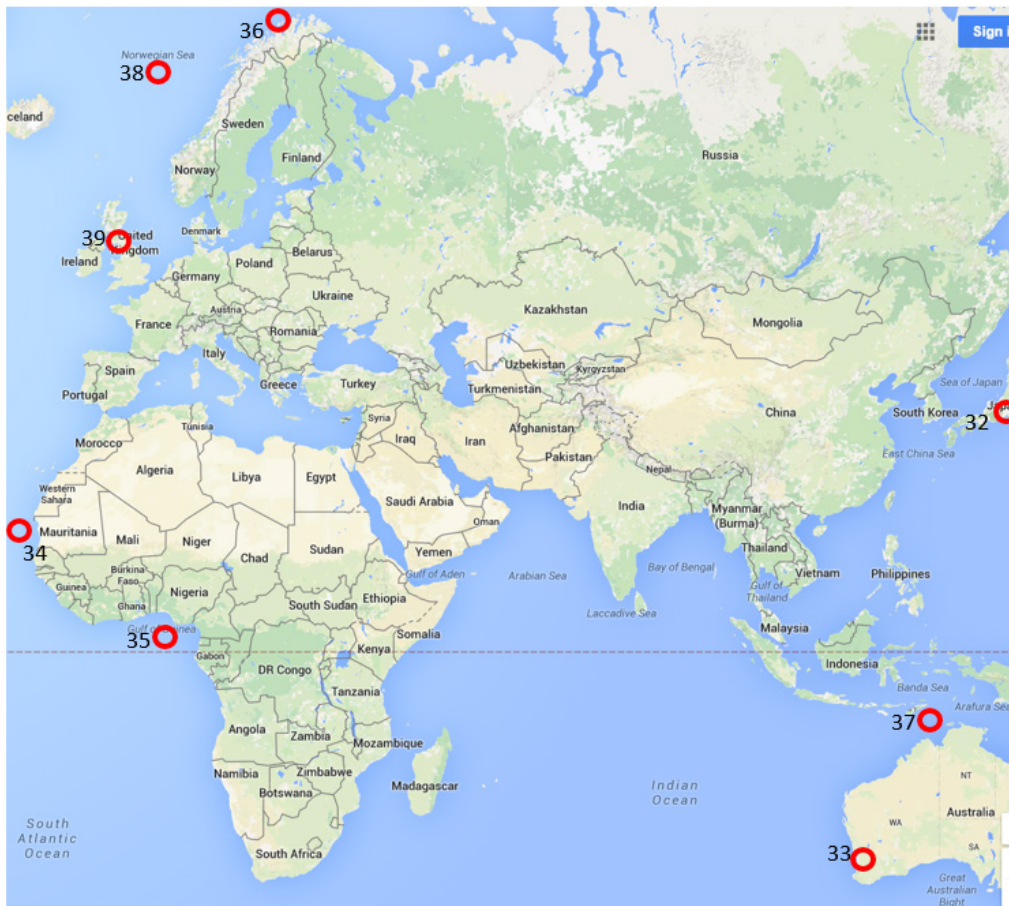 36
Sign i
Norwegian Sea
38
celand
Sweden
Finland
Russia
Norway
39
United
Kingdom
Denmark
Ireland
Belarus
Poland
Germany
Ukraine
Kazakhstan
Austria
France
Mongolia
Romania
Italy
Uzbekistan
Kyrgyzstan
Spain
Greece
Turkey
Turkmenistan
Sea of Japan
Portugal
China
South Korea
Japa
32
Tunisia
Syria
Afghanistan
Morocco
Iraq
Iran
East China Sea
Pakistan
Algeria
Libya
Egypt
Nepal
Western
Sahara
Saudi Arabia
India
Myanmar
(Burma)
Oman
Mauritania
Mali
Niger
34
Sudan
Chad
Yemen
Thailand
Burkina
Faso
Gulf of Aden
Arabian Sea
Bay of Bengal
Vietnam
Philippines
Guinea
Nigeria
Ethiopia
Gulf of
Thailand
Ghana
South Sudan
Laccadive Sea
Gulf of Guinea
35
Somalia
Malaysia
Kenya
Gabon
DR Congo
Indonesia
Tanzania
Banda Sea
Arafura Sea
37
Angola
Zambia
Mozambique
Namibia
Zimbabwe
Botswana
Madagascar
Indian
Ocean
NT
Australia
South
Atlantic
Ocean
WA
SA
33
South Africa
Great
Australian
Bight